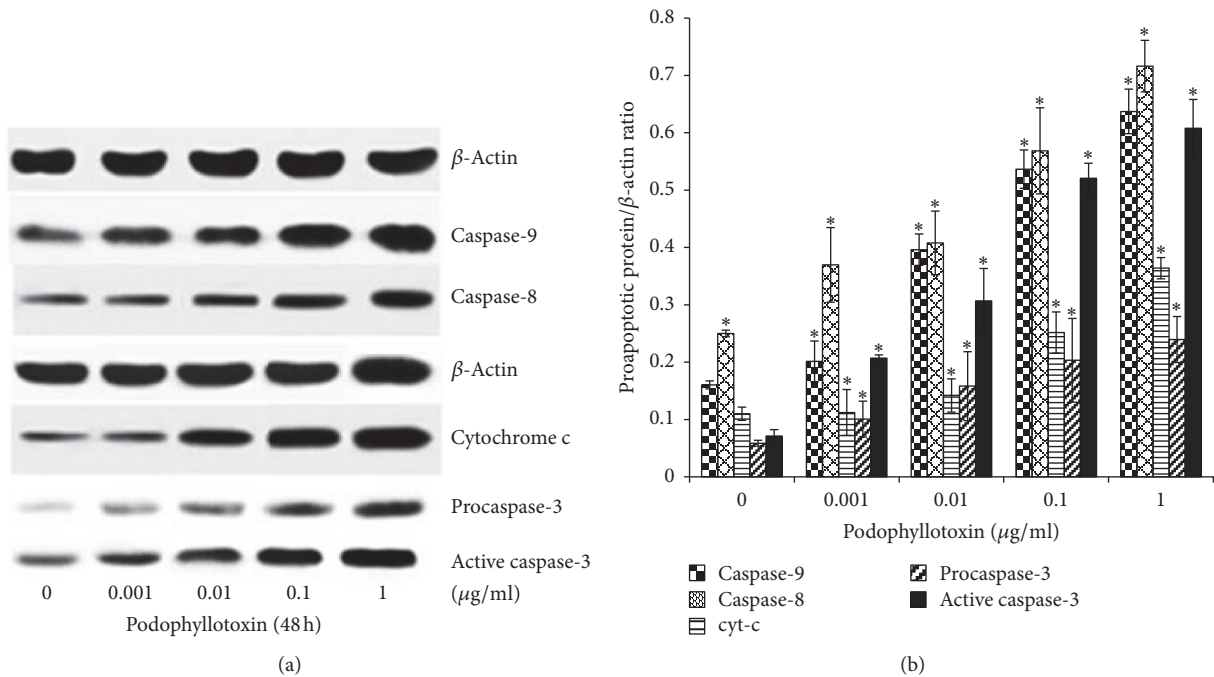 β-Actin
Caspase-9
Caspase-8
β-Actin
Cytochrome c
Procaspase-3
Active caspase-3
0 0.001 0.01 0.1 1 (μg/ml)
Podophyllotoxin (48 h)
(a)
Proapoptotic protein/β-actin ratio
0.8
0.7
0.6
0.5
0.4
0.3
0.2
0.1
0
* * * * * * * * * * * * * * * * * * * * *
0 0.001 0.01 0.1 1
Podophyllotoxin (μg/ml)
Caspase-9
Caspase-8
cyt-c
Procaspase-3
Active caspase-3
(b)